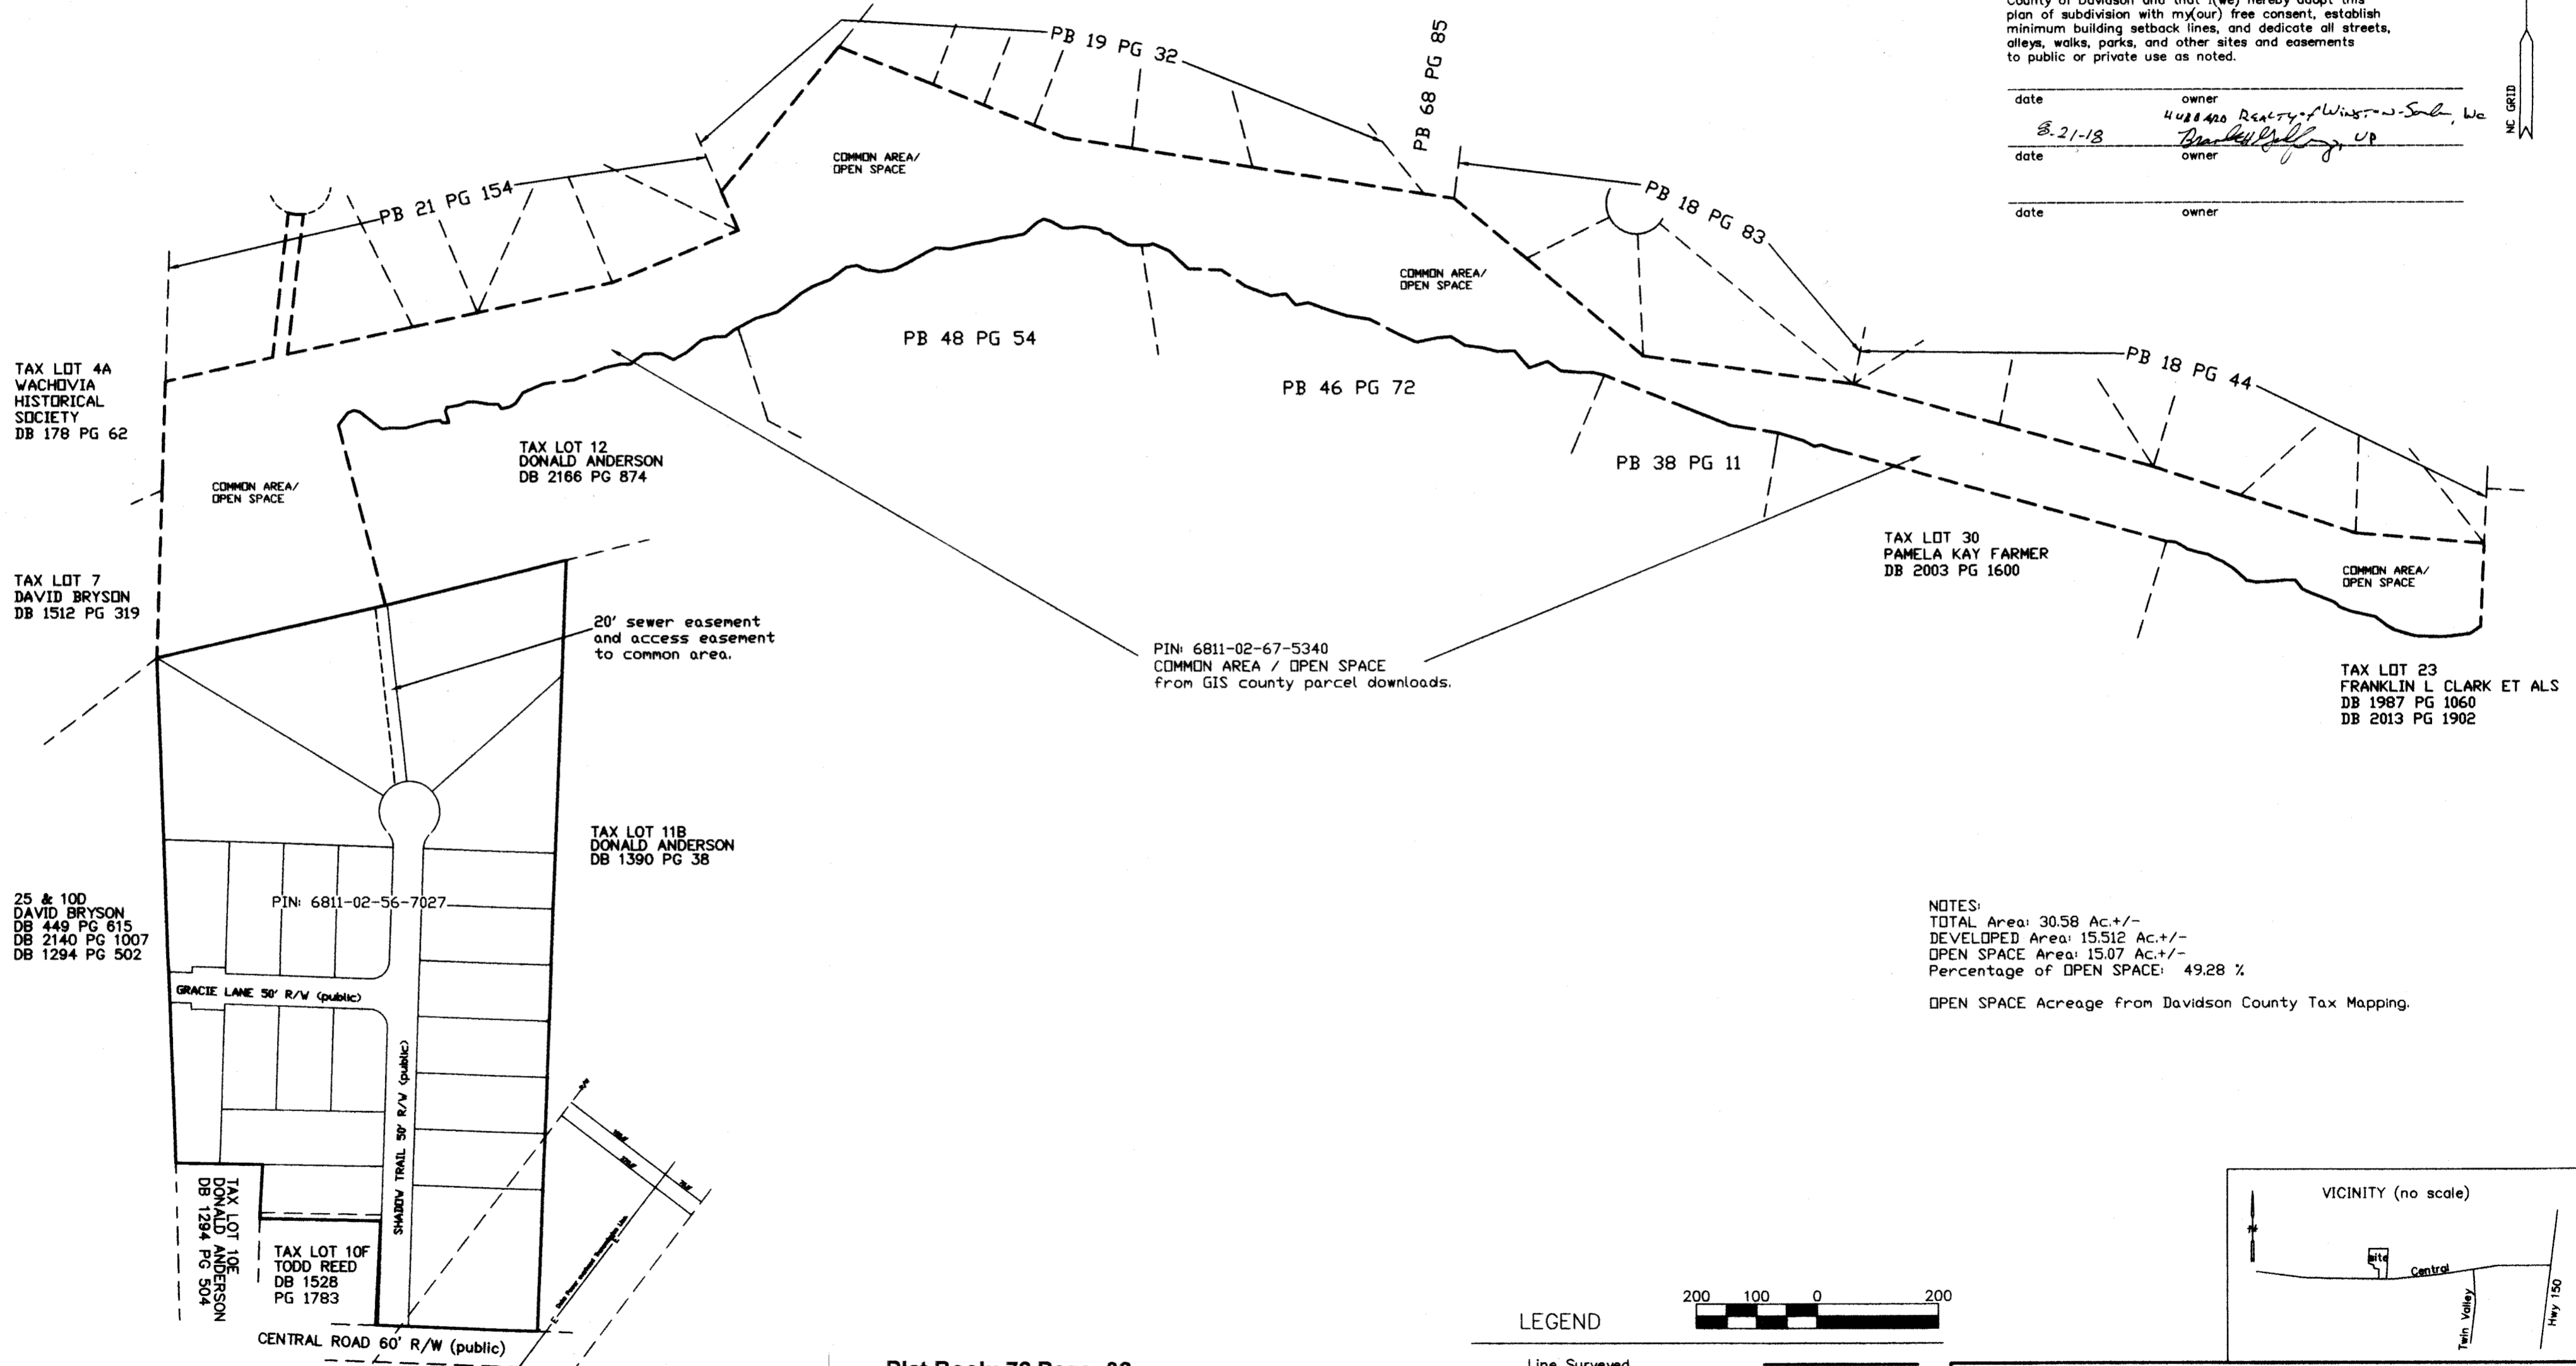 County of Davidson and that I(we) hereby adopt this
plan of subdivision with my(our) free consent, establish
minimum building setback lines, and dedicate all streets,
alleys, walks, parks, and other sites and easements
to public or private use as noted.
date owner
8-21-18
Realty of Winston-Salem
VP
date owner
date owner
NC GRID
PB 19 PG 32
PB 68 PG 85
PB 21 PG 154
PB 18 PG 83
PB 18 PG 44
COMMON AREA/
OPEN SPACE
COMMON AREA/
OPEN SPACE
PB 48 PG 54
PB 46 PG 72
PB 38 PG 11
TAX LOT 4A
WACHOVIA
HISTORICAL
SOCIETY
DB 178 PG 62
TAX LOT 12
DONALD ANDERSON
DB 2166 PG 874
COMMON AREA/
OPEN SPACE
TAX LOT 30
PAMELA KAY FARMER
DB 2003 PG 1600
COMMON AREA/
OPEN SPACE
TAX LOT 7
DAVID BRYSON
DB 1512 PG 319
20' sewer easement
and access easement
to common area.
PIN: 6811-02-67-5340
COMMON AREA / OPEN SPACE
from GIS county parcel downloads.
TAX LOT 23
FRANKLIN L CLARK ET ALS
DB 1987 PG 1060
DB 2013 PG 1902
TAX LOT 11B
DONALD ANDERSON
DB 1390 PG 38
25 & 10D
DAVID BRYSON
DB 449 PG 615
DB 2140 PG 1007
DB 1294 PG 502
PIN: 6811-02-56-7027
GRACIE LANE 50' R/W (public)
SHADOW TRAIL 50' R/W (public)
NOTES:
TOTAL Area: 30.58 Ac.+/-
DEVELOPED Area: 15.512 Ac.+/-
OPEN SPACE Area: 15.07 Ac.+/-
Percentage of OPEN SPACE: 49.28 %
OPEN SPACE Acreage from Davidson County Tax Mapping.
TAX LOT 10E
DONALD ANDERSON
DB 1294 PG 504
TAX LOT 10F
TODD REED
DB 1528
PG 1783
CENTRAL ROAD 60' R/W (public)
LEGEND
200 100 0 200
Line Surveyed
VICINITY (no scale)
site
Central
Twin Valley
Hwy 150